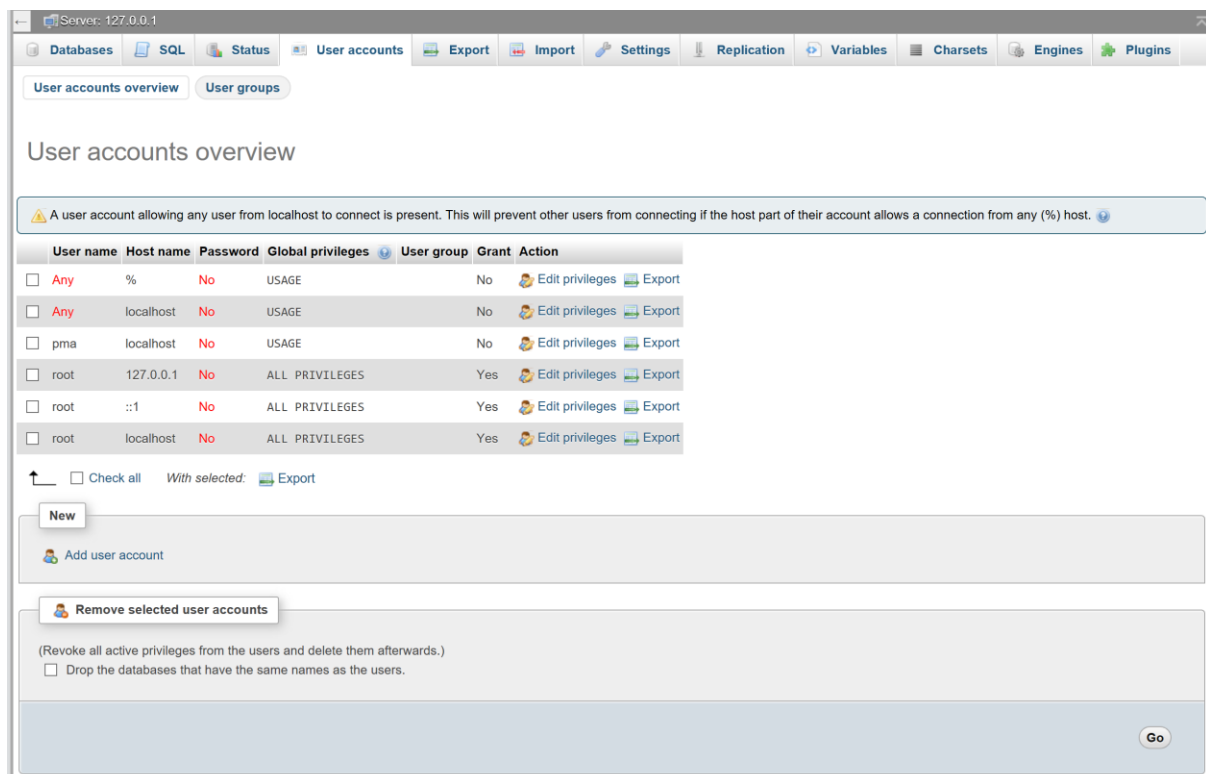 Server: 127.0.0.1
Databases SQL Status User accounts Export Import Settings Replication Variables Charsets Engines Plugins
User accounts overview User groups
User accounts overview
A user account allowing any user from localhost to connect is present. This will prevent other users from connecting if the host part of their account allows a connection from any (%) host.
User name Host name Password Global privileges User group Grant Action
Any % No USAGE No Edit privileges Export
Any localhost No USAGE No Edit privileges Export
pma localhost No USAGE No Edit privileges Export
root 127.0.0.1 No ALL PRIVILEGES Yes Edit privileges Export
root ::1 No ALL PRIVILEGES Yes Edit privileges Export
root localhost No ALL PRIVILEGES Yes Edit privileges Export
Check all With selected: Export
New
Add user account
Remove selected user accounts
(Revoke all active privileges from the users and delete them afterwards.)
Drop the databases that have the same names as the users.
Go